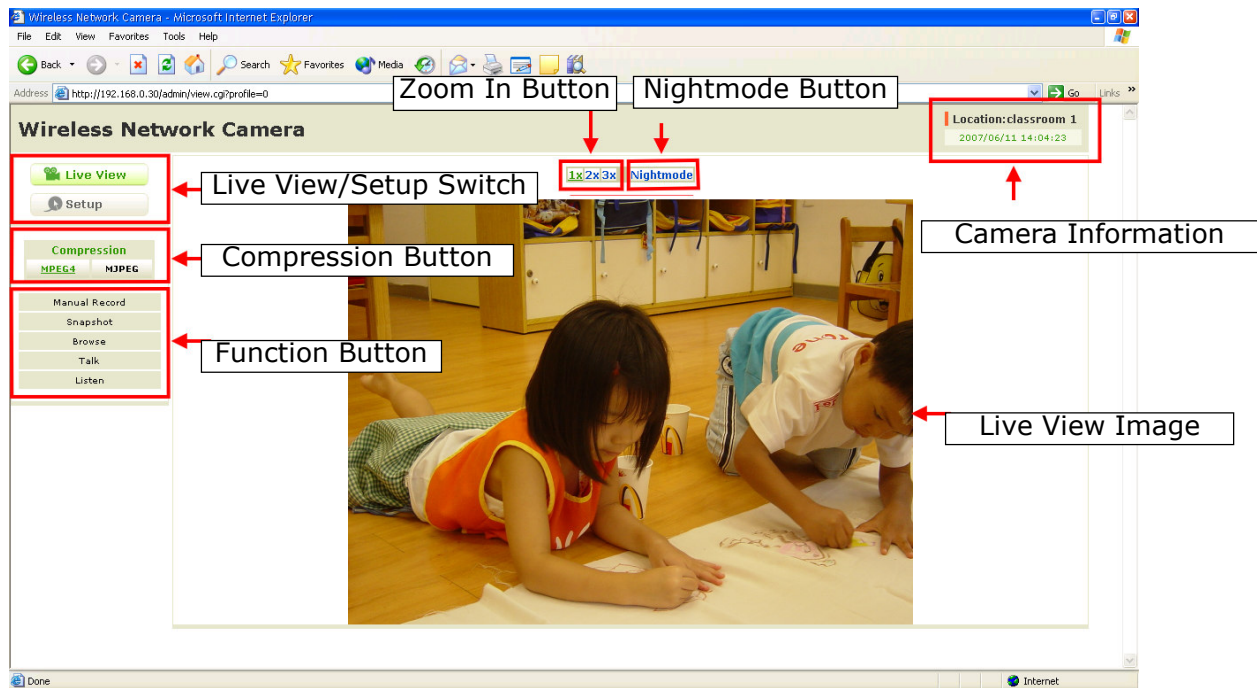 Wireless Network Camera - Microsoft Internet Explorer
File Edit View Favorites Tools Help
Back Search Favorites Media
Address http://192.168.0.30/admin/view.cgi?profile=0 Go Links »
Zoom In Button
Nightmode Button
Wireless Network Camera
Location:classroom 1
2007/06/11 14:04:23
Live View
Setup
Live View/Setup Switch
1x 2x 3x Nightmode
Camera Information
Compression
MPEG4 MJPEG
Compression Button
Manual Record
Snapshot
Browse
Talk
Listen
Function Button
Live View Image
Done
Internet